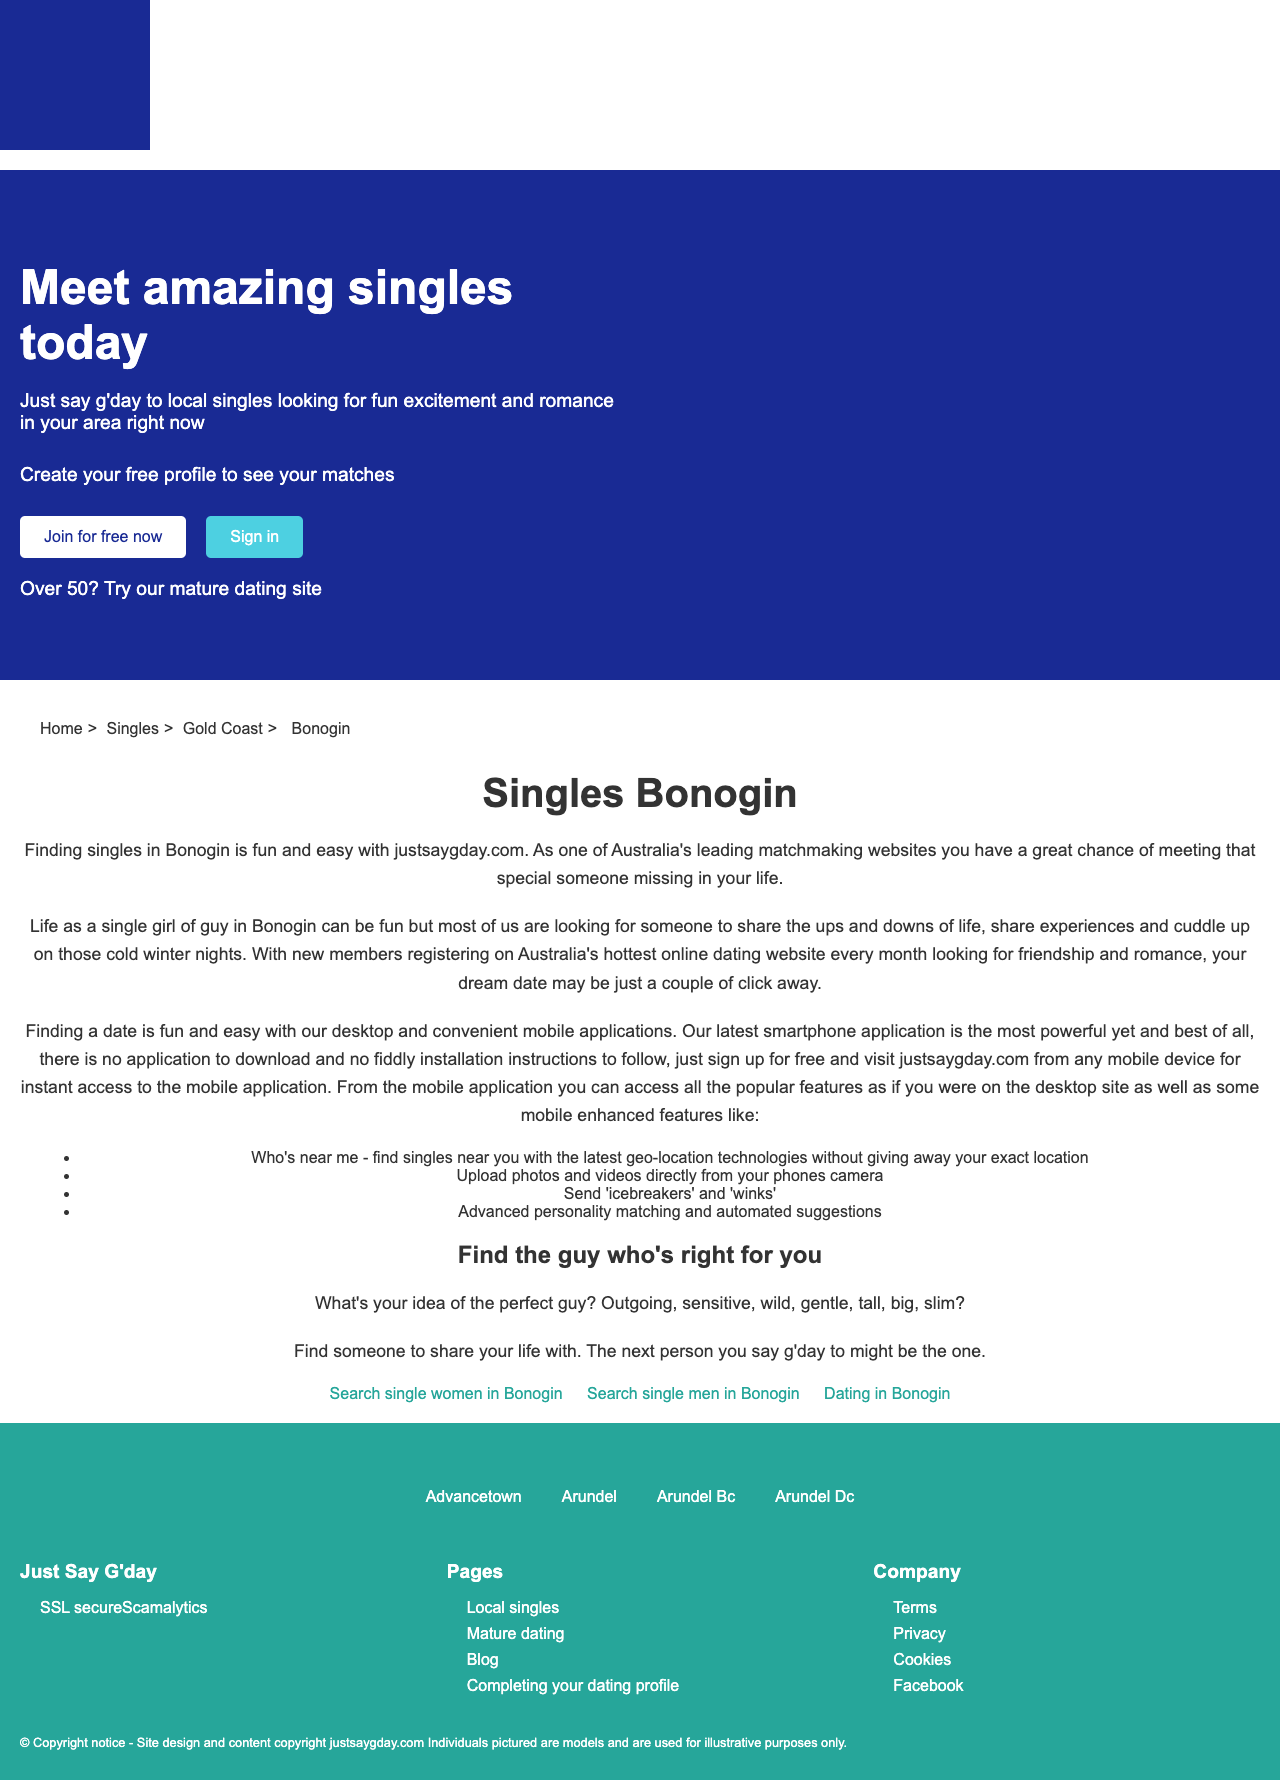 Meet amazing singles
today
Just say g'day to local singles looking for fun excitement and romance
in your area right now
Create your free profile to see your matches
Join for free now Sign in
Over 50? Try our mature dating site
Home > Singles > Gold Coast > Bonogin
Singles Bonogin
Finding singles in Bonogin is fun and easy with justsaygday.com. As one of Australia's leading matchmaking websites you have a great chance of meeting that
special someone missing in your life.
Life as a single girl of guy in Bonogin can be fun but most of us are looking for someone to share the ups and downs of life, share experiences and cuddle up
on those cold winter nights. With new members registering on Australia's hottest online dating website every month looking for friendship and romance, your
dream date may be just a couple of click away.
Finding a date is fun and easy with our desktop and convenient mobile applications. Our latest smartphone application is the most powerful yet and best of all,
there is no application to download and no fiddly installation instructions to follow, just sign up for free and visit justsaygday.com from any mobile device for
instant access to the mobile application. From the mobile application you can access all the popular features as if you were on the desktop site as well as some
mobile enhanced features like:
• Who's near me - find singles near you with the latest geo-location technologies without giving away your exact location
• Upload photos and videos directly from your phones camera
• Send 'icebreakers' and 'winks'
• Advanced personality matching and automated suggestions
Find the guy who's right for you
What's your idea of the perfect guy? Outgoing, sensitive, wild, gentle, tall, big, slim?
Find someone to share your life with. The next person you say g'day to might be the one.
Search single women in Bonogin Search single men in Bonogin Dating in Bonogin
Advancetown Arundel Arundel Bc Arundel Dc
Just Say G'day
SSL secureScamalytics
Pages
Local singles
Mature dating
Blog
Completing your dating profile
Company
Terms
Privacy
Cookies
Facebook
© Copyright notice - Site design and content copyright justsaygday.com Individuals pictured are models and are used for illustrative purposes only.